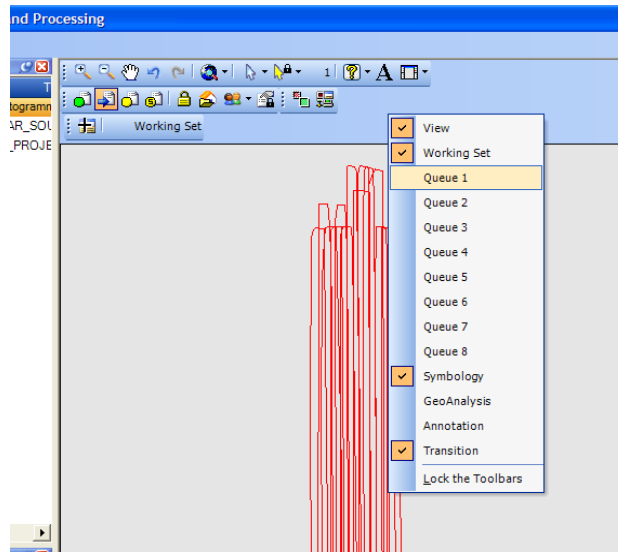 nd Processing
T
togramm
AR_SOU
_PROJE
1
A
Working Set
View
Working Set
Queue 1
Queue 2
Queue 3
Queue 4
Queue 5
Queue 6
Queue 7
Queue 8
Symbology
GeoAnalysis
Annotation
Transition
Lock the Toolbars